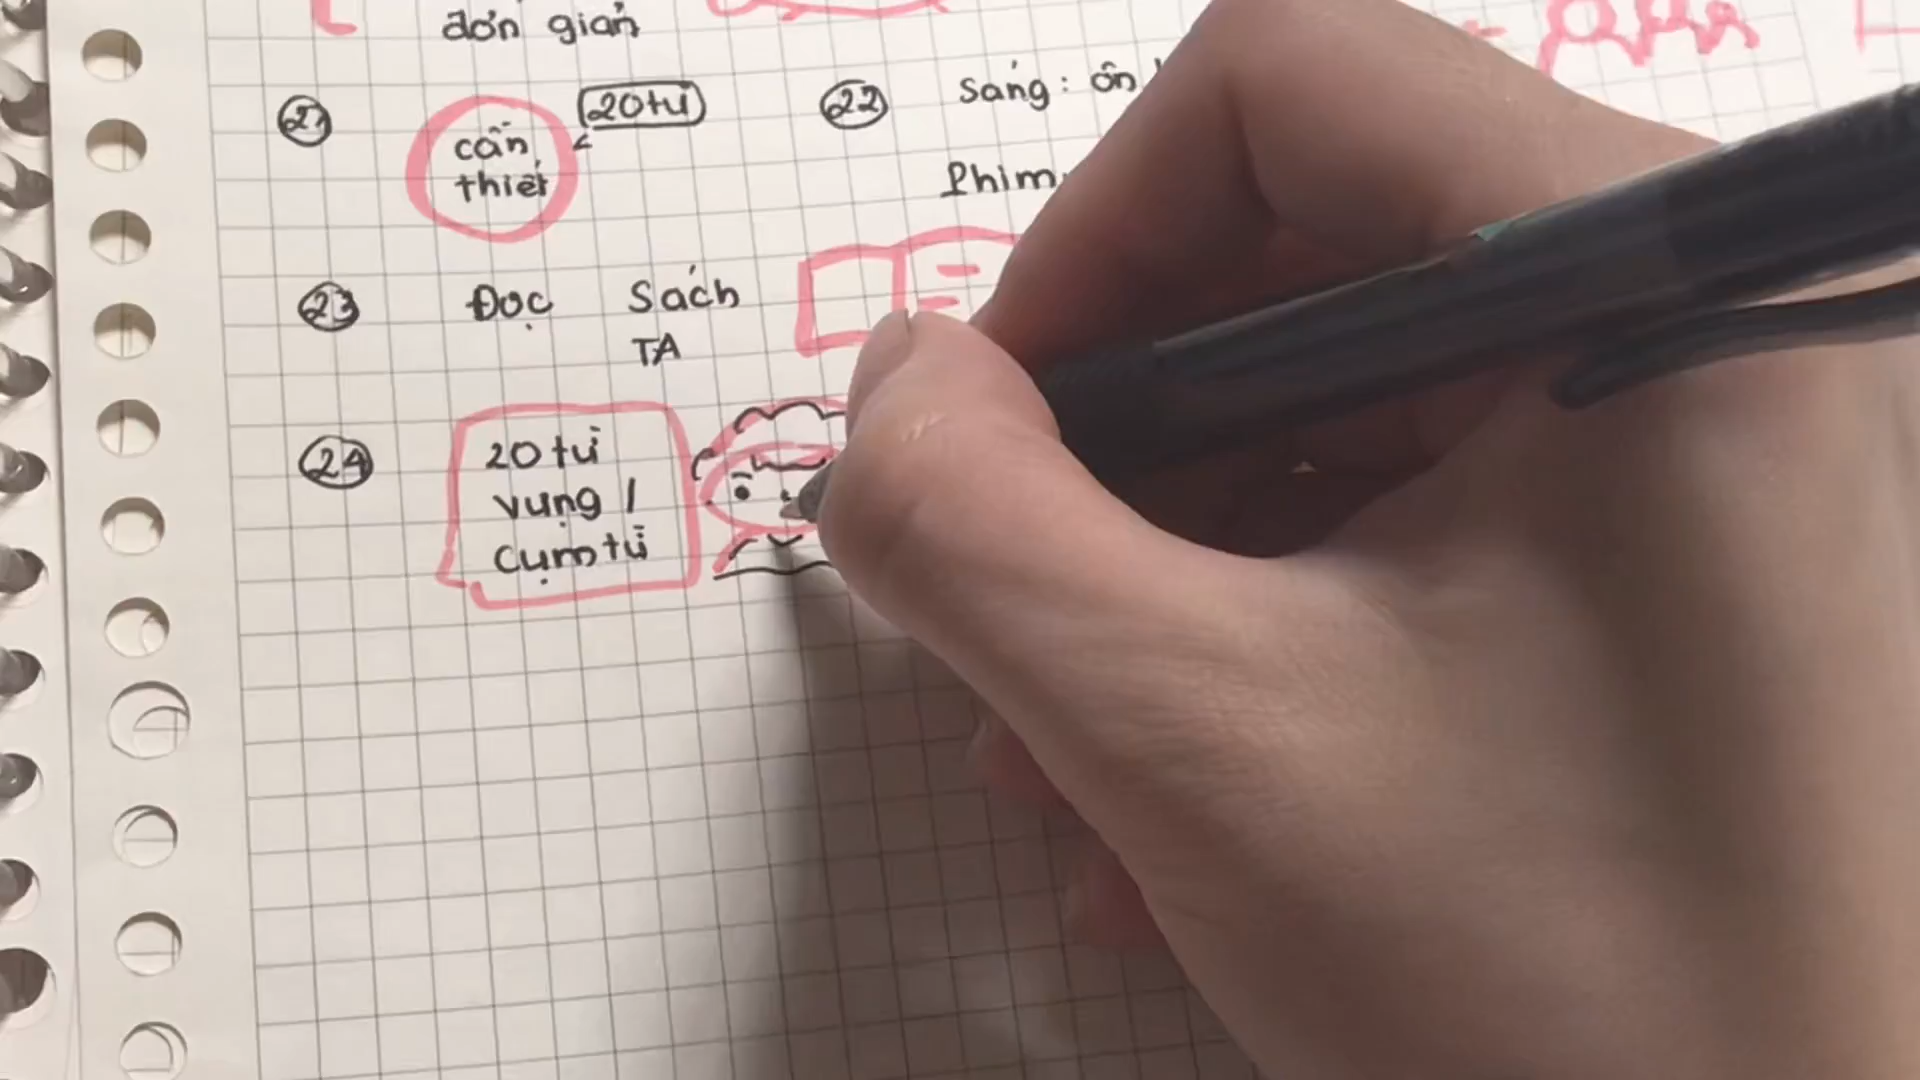 đơn giản
21
cần
thiết
20 từ
22
Sáng: ôn
Phim
23
Đọc Sách
TA
24
20 từ
vựng /
cụm từ